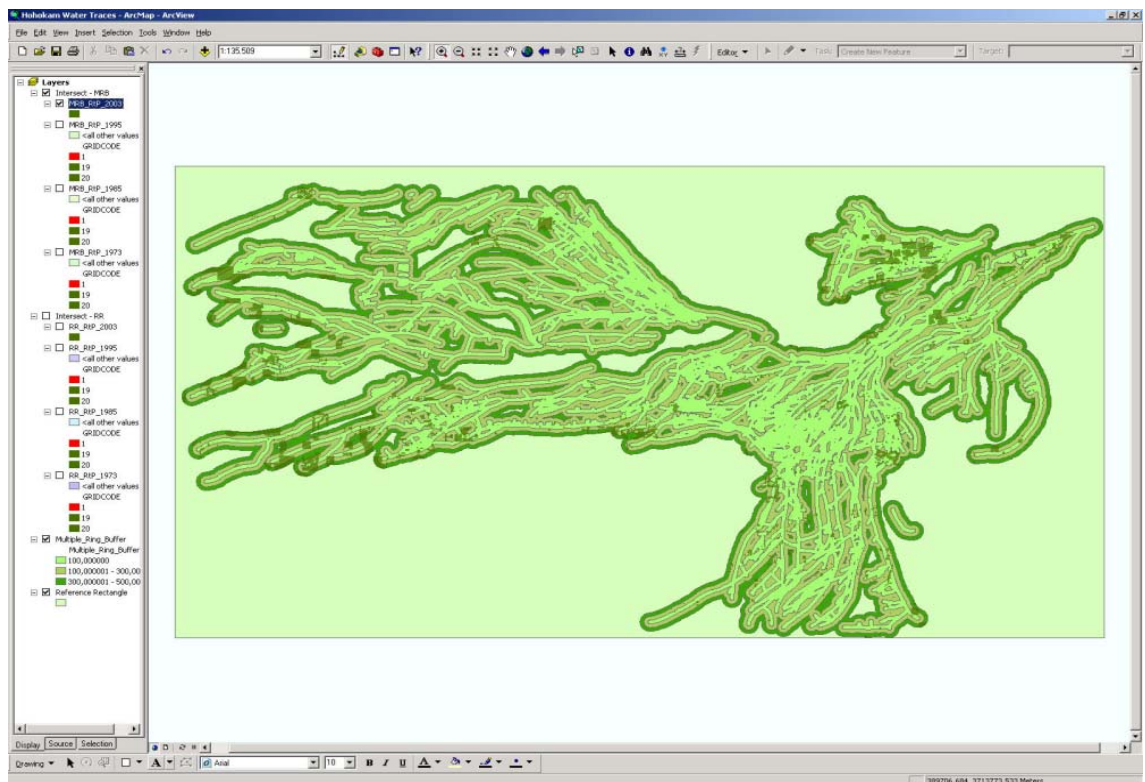 Hohokam Water Traces - ArcMap - ArcView
File Edit View Insert Selection Tools Window Help
1:135.509
Editor
Task: Create New Feature
Target:
Layers
Intersect - MRB
MRB_RtP_2003
MRB_RtP_1995
<all other values
GRIDCODE
1
19
20
MRB_RtP_1985
<all other values
GRIDCODE
1
19
20
MRB_RtP_1973
<all other values
GRIDCODE
1
19
20
Intersect - RR
RR_RtP_2003
RR_RtP_1995
<all other values
GRIDCODE
1
19
20
RR_RtP_1985
<all other values
GRIDCODE
1
19
20
RR_RtP_1973
<all other values
GRIDCODE
1
19
20
Multiple_Ring_Buffer
Multiple_Ring_Buffer
100,000000
100,000001 - 300,00
300,000001 - 500,00
Reference Rectangle
Display Source Selection
Drawing
A
Arial
10
B I U A
389706,684 3713773,533 Meters